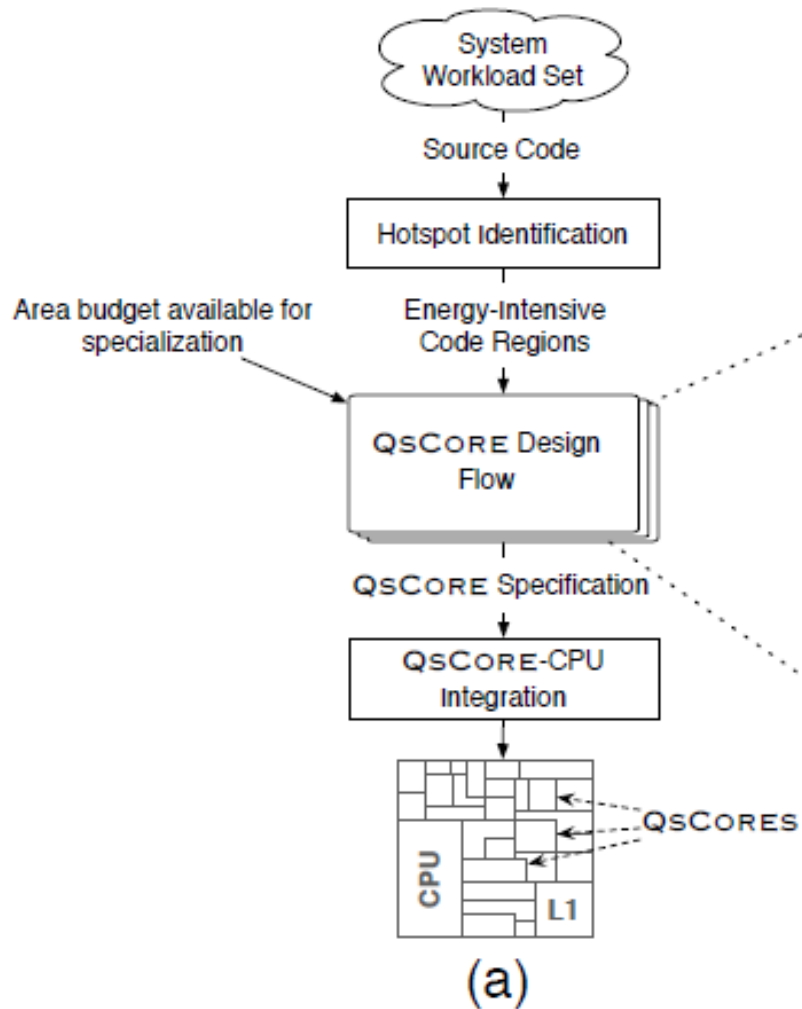 System
Workload Set
Source Code
Hotspot Identification
Area budget available for
specialization
Energy-Intensive
Code Regions
QSCORE Design
Flow
QSCORE Specification
QSCORE-CPU
Integration
QSCORES
CPU
L1
(a)